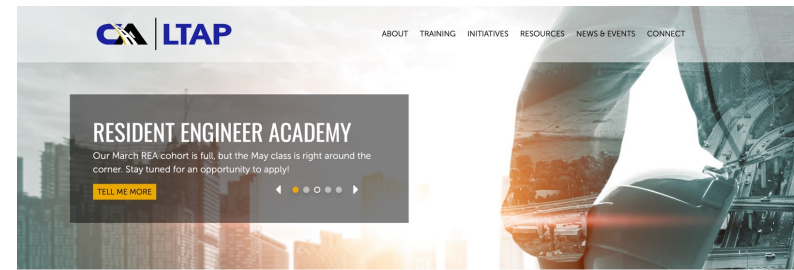 CA LTAP
ABOUT TRAINING INITIATIVES RESOURCES NEWS & EVENTS CONNECT
RESIDENT ENGINEER ACADEMY
Our March REA cohort is full, but the May class is right around the
corner. Stay tuned for an opportunity to apply!
TELL ME MORE